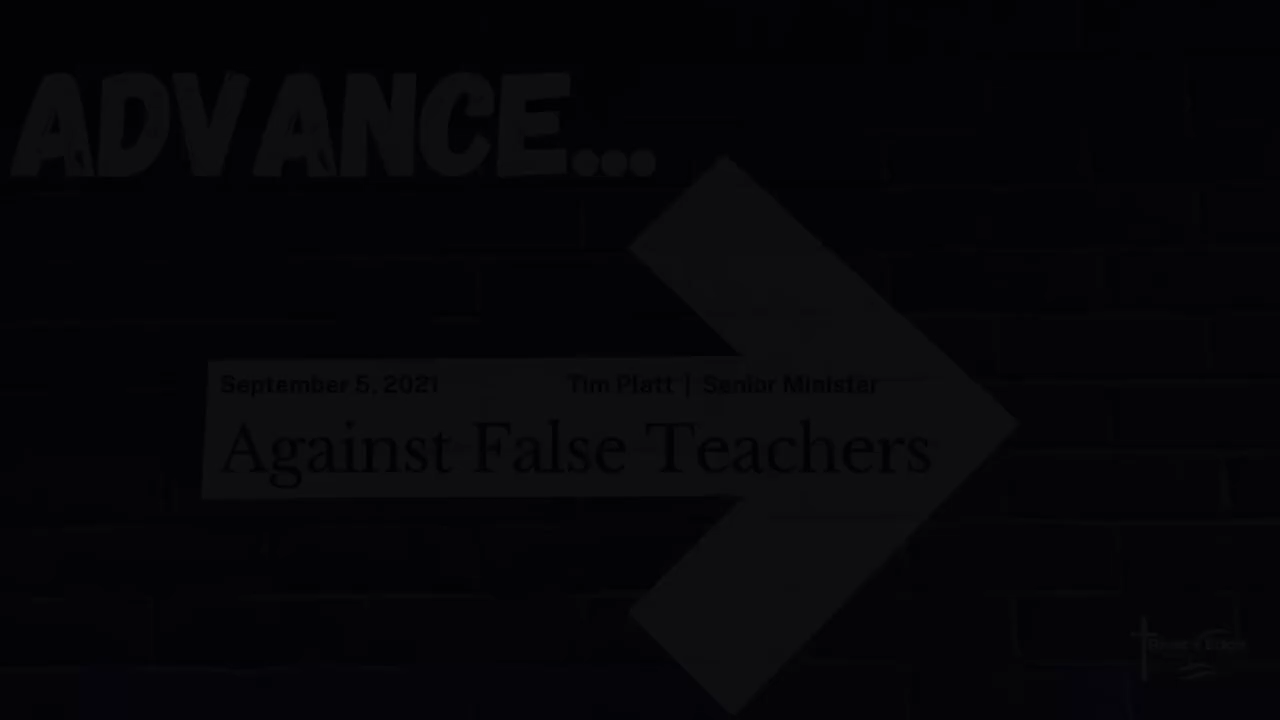 ADVANCE...
September 5, 2021 Tim Platt | Senior Minister
Against False Teachers